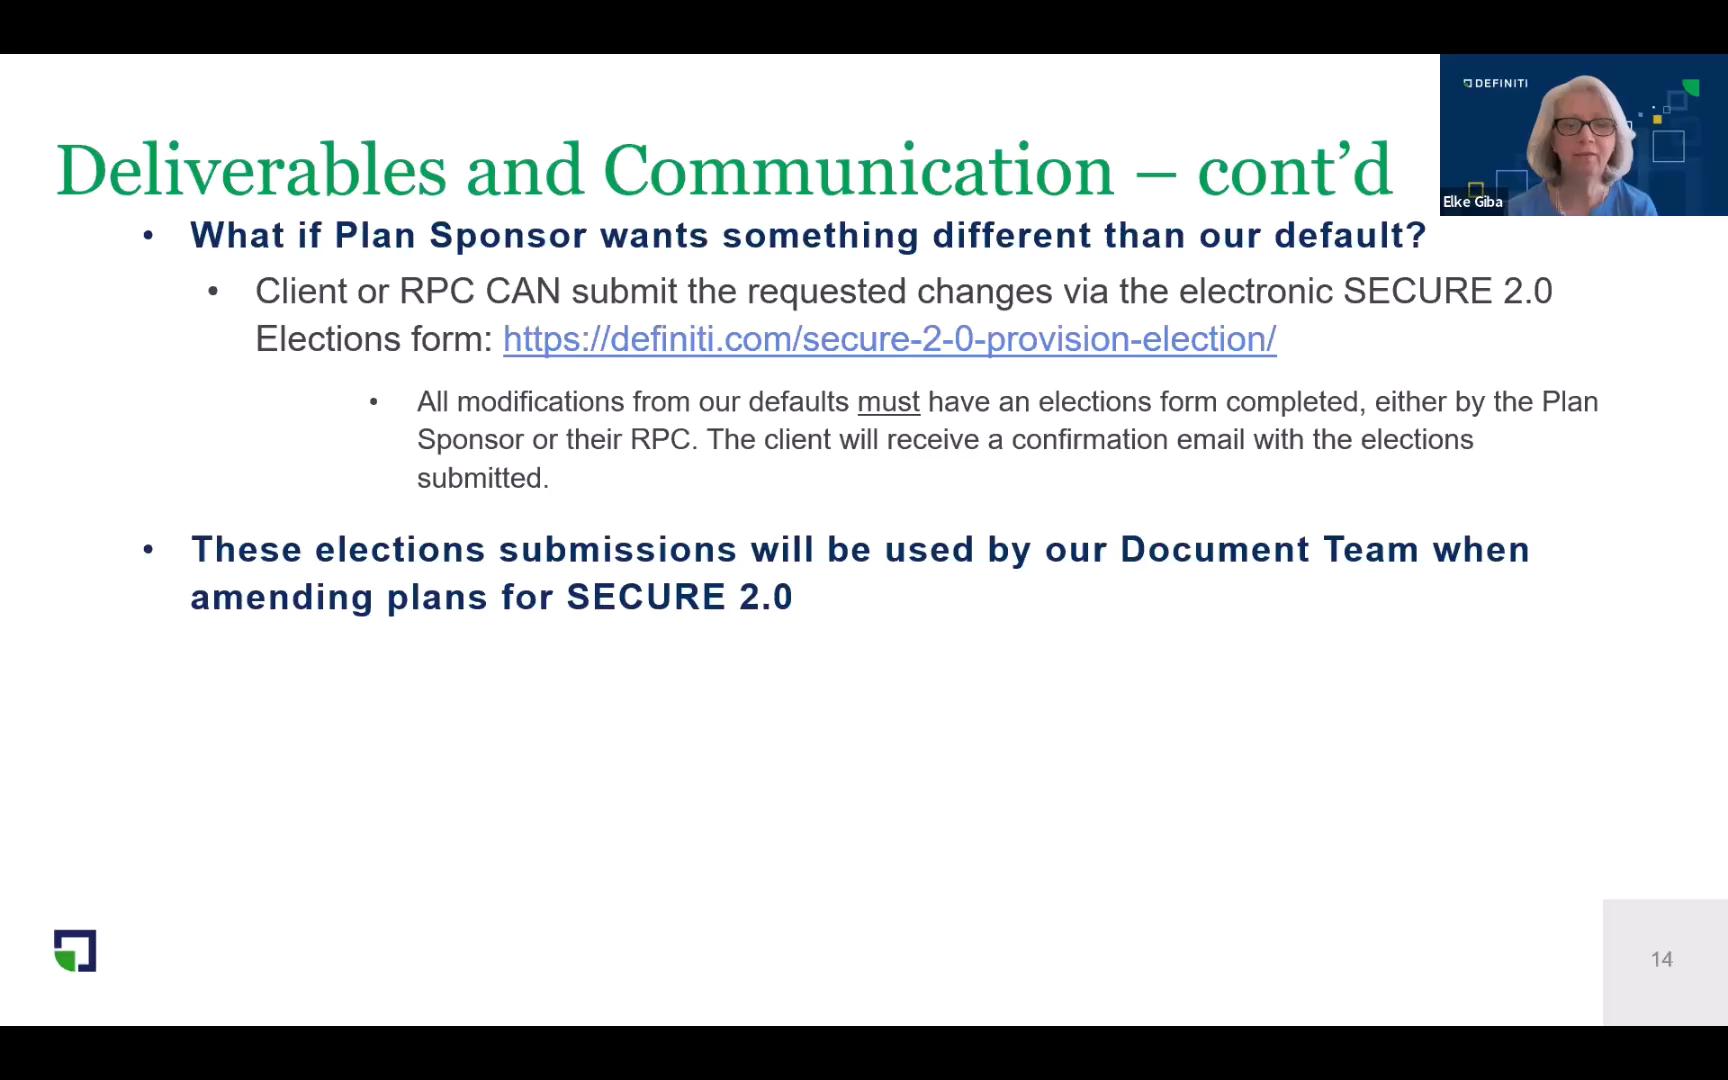 DEFINITI
Elke Giba
Deliverables and Communication – cont’d
• What if Plan Sponsor wants something different than our default?
• Client or RPC CAN submit the requested changes via the electronic SECURE 2.0
Elections form: https://definiti.com/secure-2-0-provision-election/
• All modifications from our defaults must have an elections form completed, either by the Plan
Sponsor or their RPC. The client will receive a confirmation email with the elections
submitted.
• These elections submissions will be used by our Document Team when
amending plans for SECURE 2.0
14